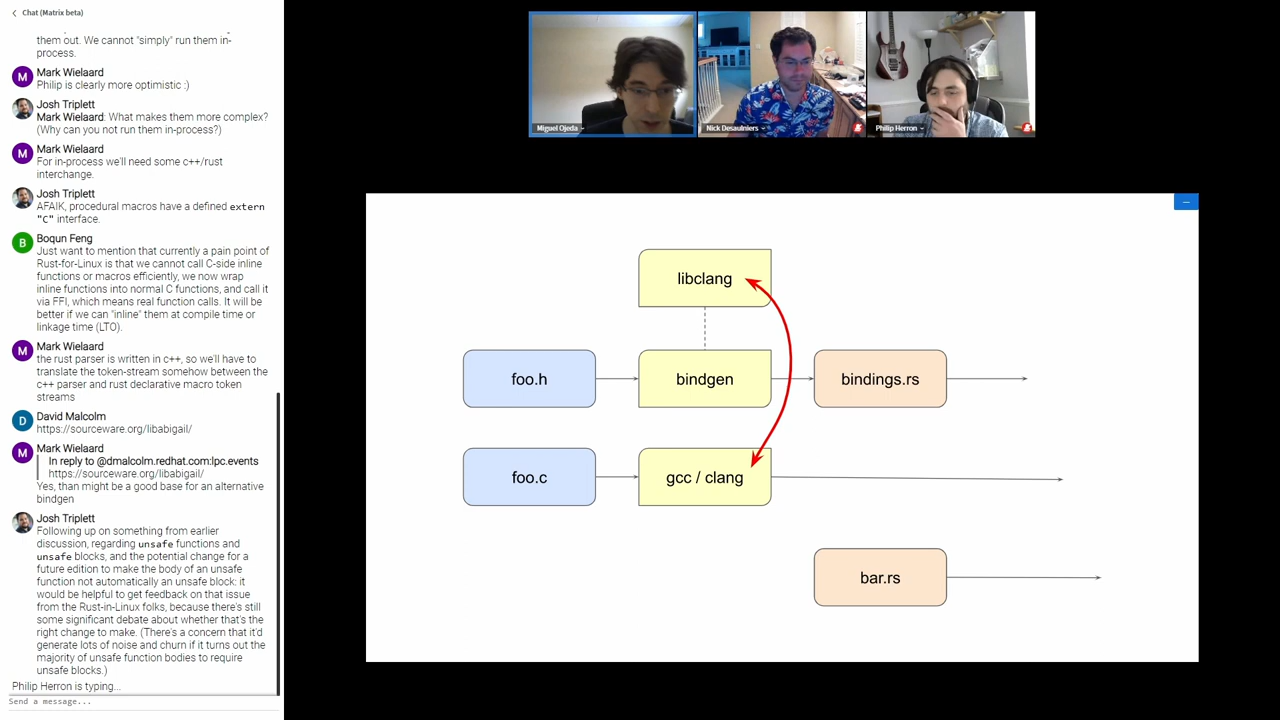 Chat (Matrix beta)
them out. We cannot "simply" run them in-
process.
M
Mark Wielaard
Philip is clearly more optimistic :)
Josh Triplett
Mark Wielaard: What makes them more complex?
(Why can you not run them in-process?)
M
Mark Wielaard
For in-process we'll need some c++/rust
interchange.
Josh Triplett
AFAIK, procedural macros have a defined extern
"C" interface.
B
Boqun Feng
Just want to mention that currently a pain point of
Rust-for-Linux is that we cannot call C-side inline
functions or macros efficiently, we now wrap
inline functions into normal C functions, and call it
via FFI, which means real function calls. It will be
better if we can "inline" them at compile time or
linkage time (LTO).
M
Mark Wielaard
the rust parser is written in c++, so we'll have to
translate the token-stream somehow between the
c++ parser and rust declarative macro token
streams
D
David Malcolm
https://sourceware.org/libabigail/
M
Mark Wielaard
In reply to @dmalcolm.redhat.com:lpc.events
https://sourceware.org/libabigail/
Yes, than might be a good base for an alternative
bindgen
Josh Triplett
Following up on something from earlier
discussion, regarding unsafe functions and
unsafe blocks, and the potential change for a
future edition to make the body of an unsafe
function not automatically an unsafe block: it
would be helpful to get feedback on that issue
from the Rust-in-Linux folks, because there's still
some significant debate about whether that's the
right change to make. (There's a concern that it'd
generate lots of noise and churn if it turns out the
majority of unsafe function bodies to require
unsafe blocks.)
Philip Herron is typing...
Send a message...
Miguel Ojeda
Nick Desaulniers
Philip Herron
libclang
foo.h
bindgen
bindings.rs
foo.c
gcc / clang
bar.rs